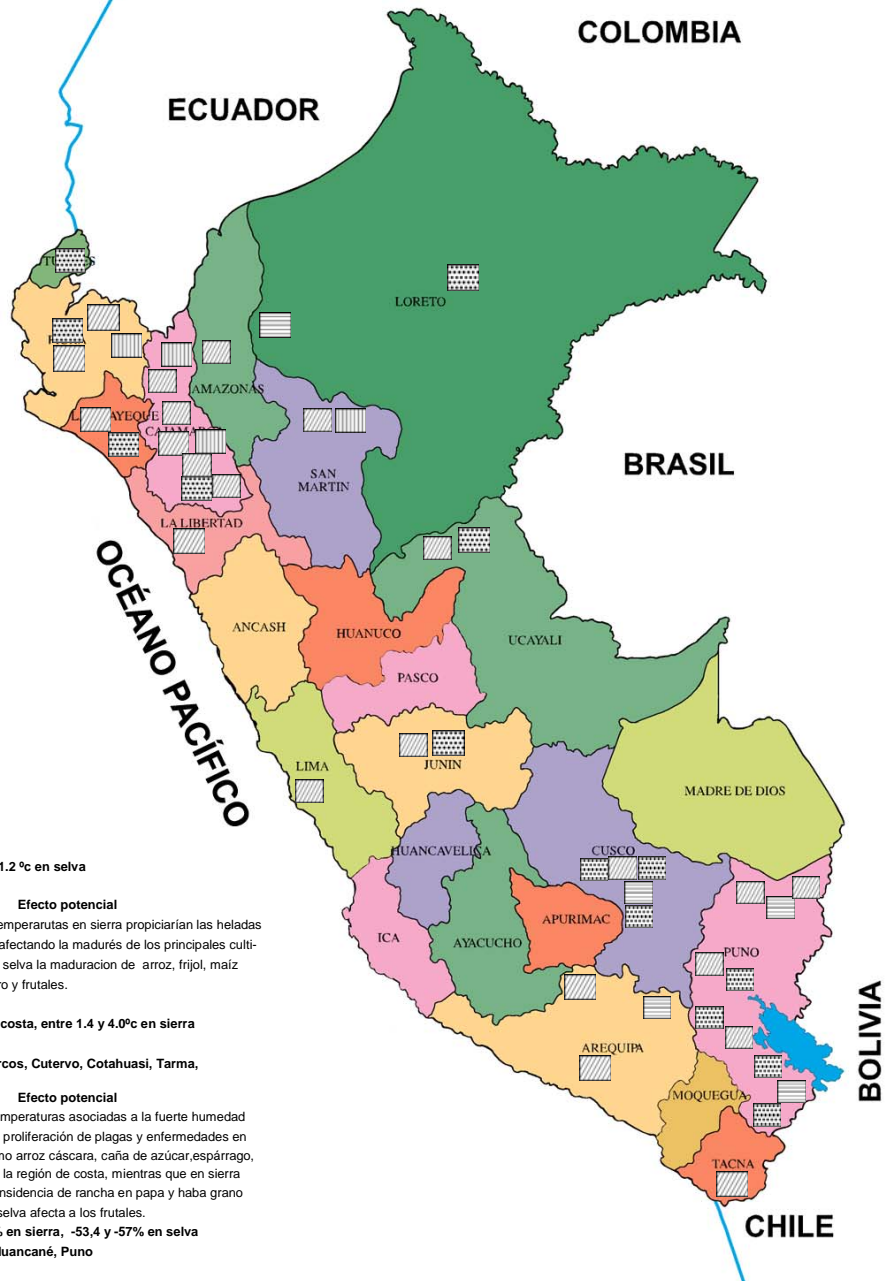 COLOMBIA
ECUADOR
LORETO
AMAZONAS
SAN
MARTIN
BRASIL
LA LIBERTAD
OCÉANO PACÍFICO
ANCASH
HUANUCO
UCAYALI
PASCO
LIMA
JUNIN
MADRE DE DIOS
HUANCAVELICA
CUSCO
APURIMAC
ICA
AYACUCHO
PUNO
AREQUIPA
MOQUEGUA
BOLIVIA
TACNA
CHILE
1.2 ºc en selva
Efecto potencial
emperarutas en sierra propiciarían las heladas
afectando la madurés de los principales culti-
selva la maduracion de arroz, frijol, maíz
ro y frutales.
costa, entre 1.4 y 4.0ºc en sierra
rcos, Cutervo, Cotahuasi, Tarma,
Efecto potencial
mperaturas asociadas a la fuerte humedad
proliferación de plagas y enfermedades en
mo arroz cáscara, caña de azúcar,espárrago,
la región de costa, mientras que en sierra
nsidencia de rancha en papa y haba grano
selva afecta a los frutales.
% en sierra, -53,4 y -57% en selva
Huancané, Puno